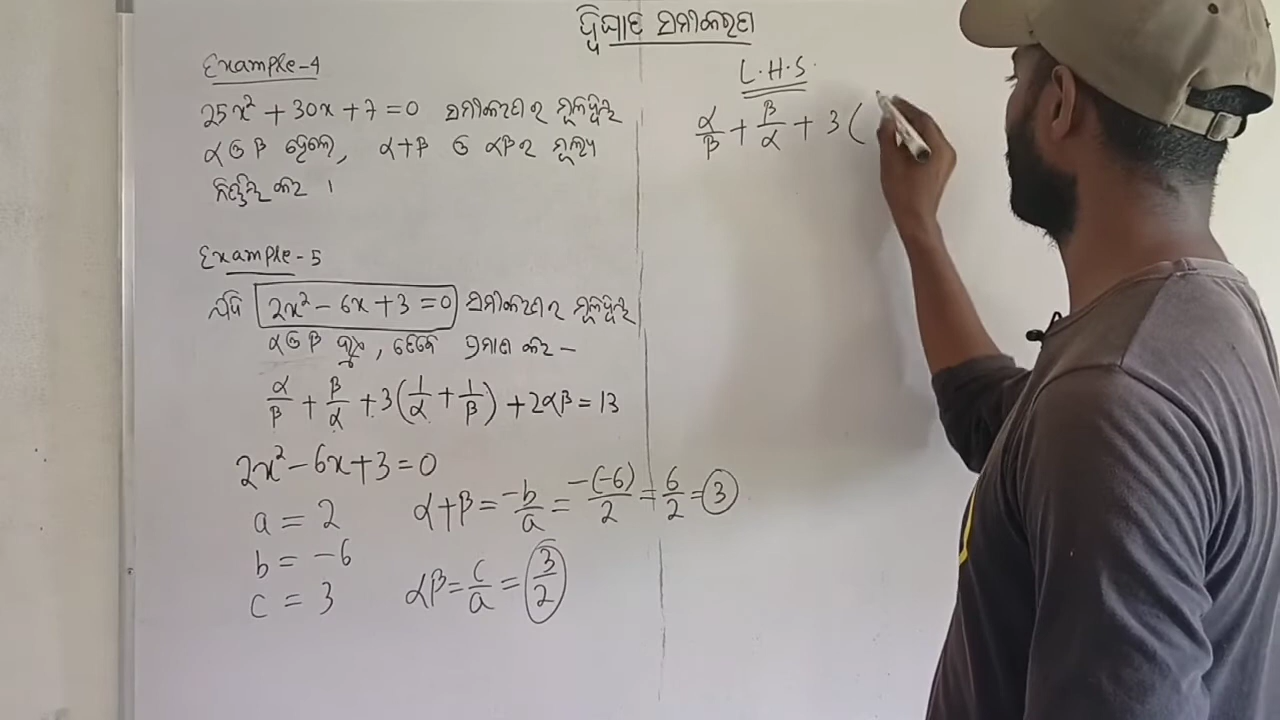 ଦ୍ୱିଘାତ ସମୀକରଣ
Example-4
25x² + 30x + 7 = 0 ସମୀକରଣର ମୂଳଦ୍ୱୟ
α ଓ β ହେଲେ, α+β ଓ αβର ମୂଲ୍ୟ
ନିର୍ଣ୍ଣୟ କର ।
Example-5
ଯଦି 2x² - 6x + 3 = 0 ସମୀକରଣର ମୂଳଦ୍ୱୟ
α ଓ β ହୁଅ, ତେବେ ପ୍ରମାଣ କର –
α/β + β/α + 3(1/α + 1/β) + 2αβ = 13
2x² - 6x + 3 = 0
a = 2
b = -6
c = 3
α+β = -b/a = -(-6)/2 = 6/2 = 3
αβ = c/a = 3/2
L.H.S.
α/β + β/α + 3(